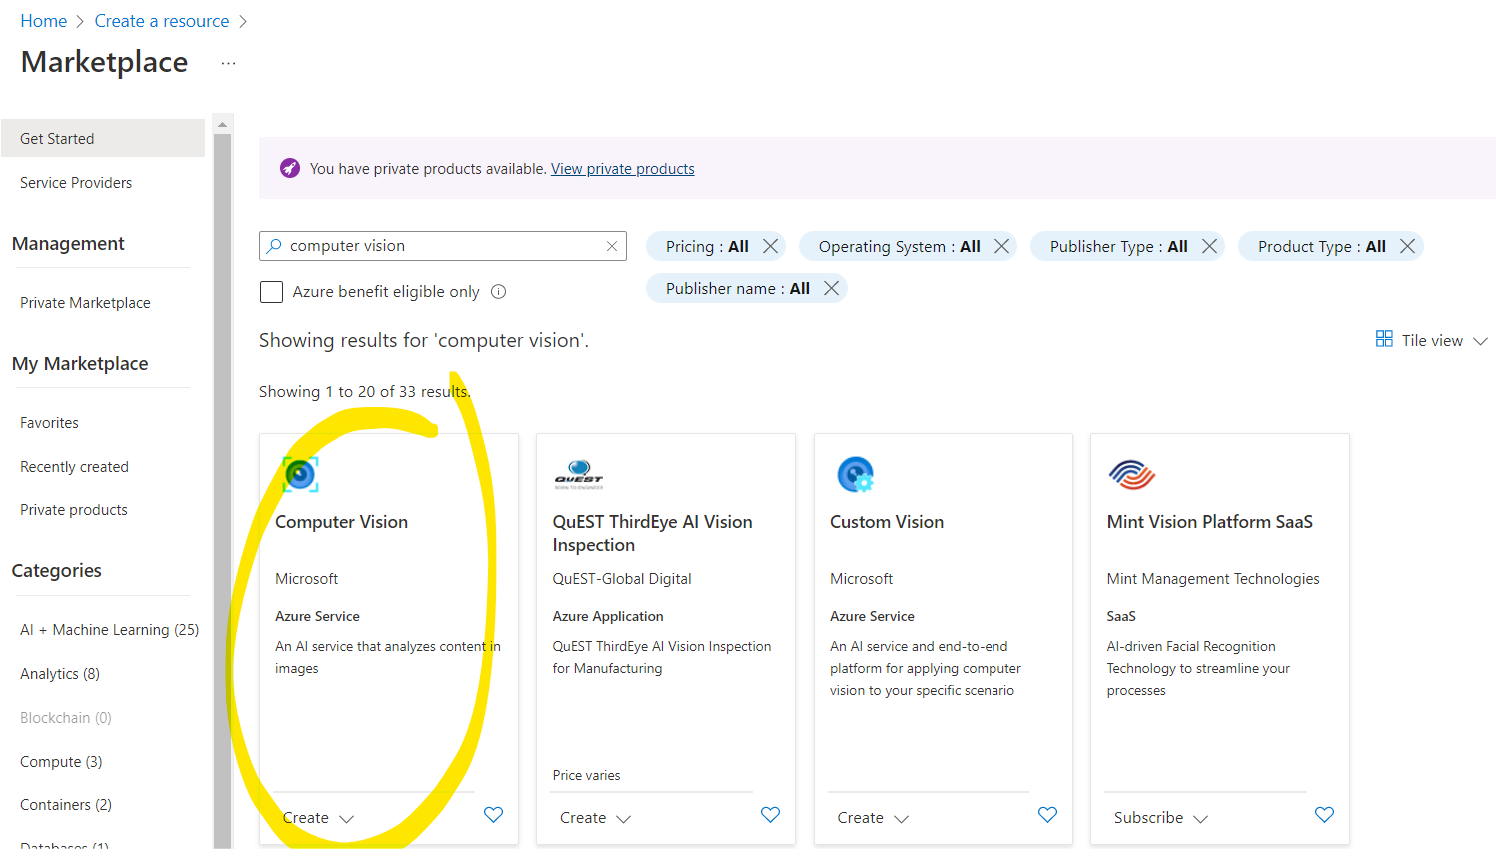 Home > Create a resource >
Marketplace ...
Get Started
Service Providers
Management
Private Marketplace
My Marketplace
Favorites
Recently created
Private products
Categories
AI + Machine Learning (25)
Analytics (8)
Blockchain (0)
Compute (3)
Containers (2)
Databases (1)
You have private products available. View private products
computer vision
Pricing : All
Operating System : All
Publisher Type : All
Product Type : All
Azure benefit eligible only
Publisher name : All
Showing results for 'computer vision'.
Tile view
Showing 1 to 20 of 33 results.
Computer Vision
Microsoft
Azure Service
An AI service that analyzes content in
images
Create
QuEST
QuEST ThirdEye AI Vision
Inspection
QuEST-Global Digital
Azure Application
QuEST ThirdEye AI Vision Inspection
for Manufacturing
Price varies
Create
Custom Vision
Microsoft
Azure Service
An AI service and end-to-end
platform for applying computer
vision to your specific scenario
Create
Mint Vision Platform SaaS
Mint Management Technologies
SaaS
AI-driven Facial Recognition
Technology to streamline your
processes
Subscribe